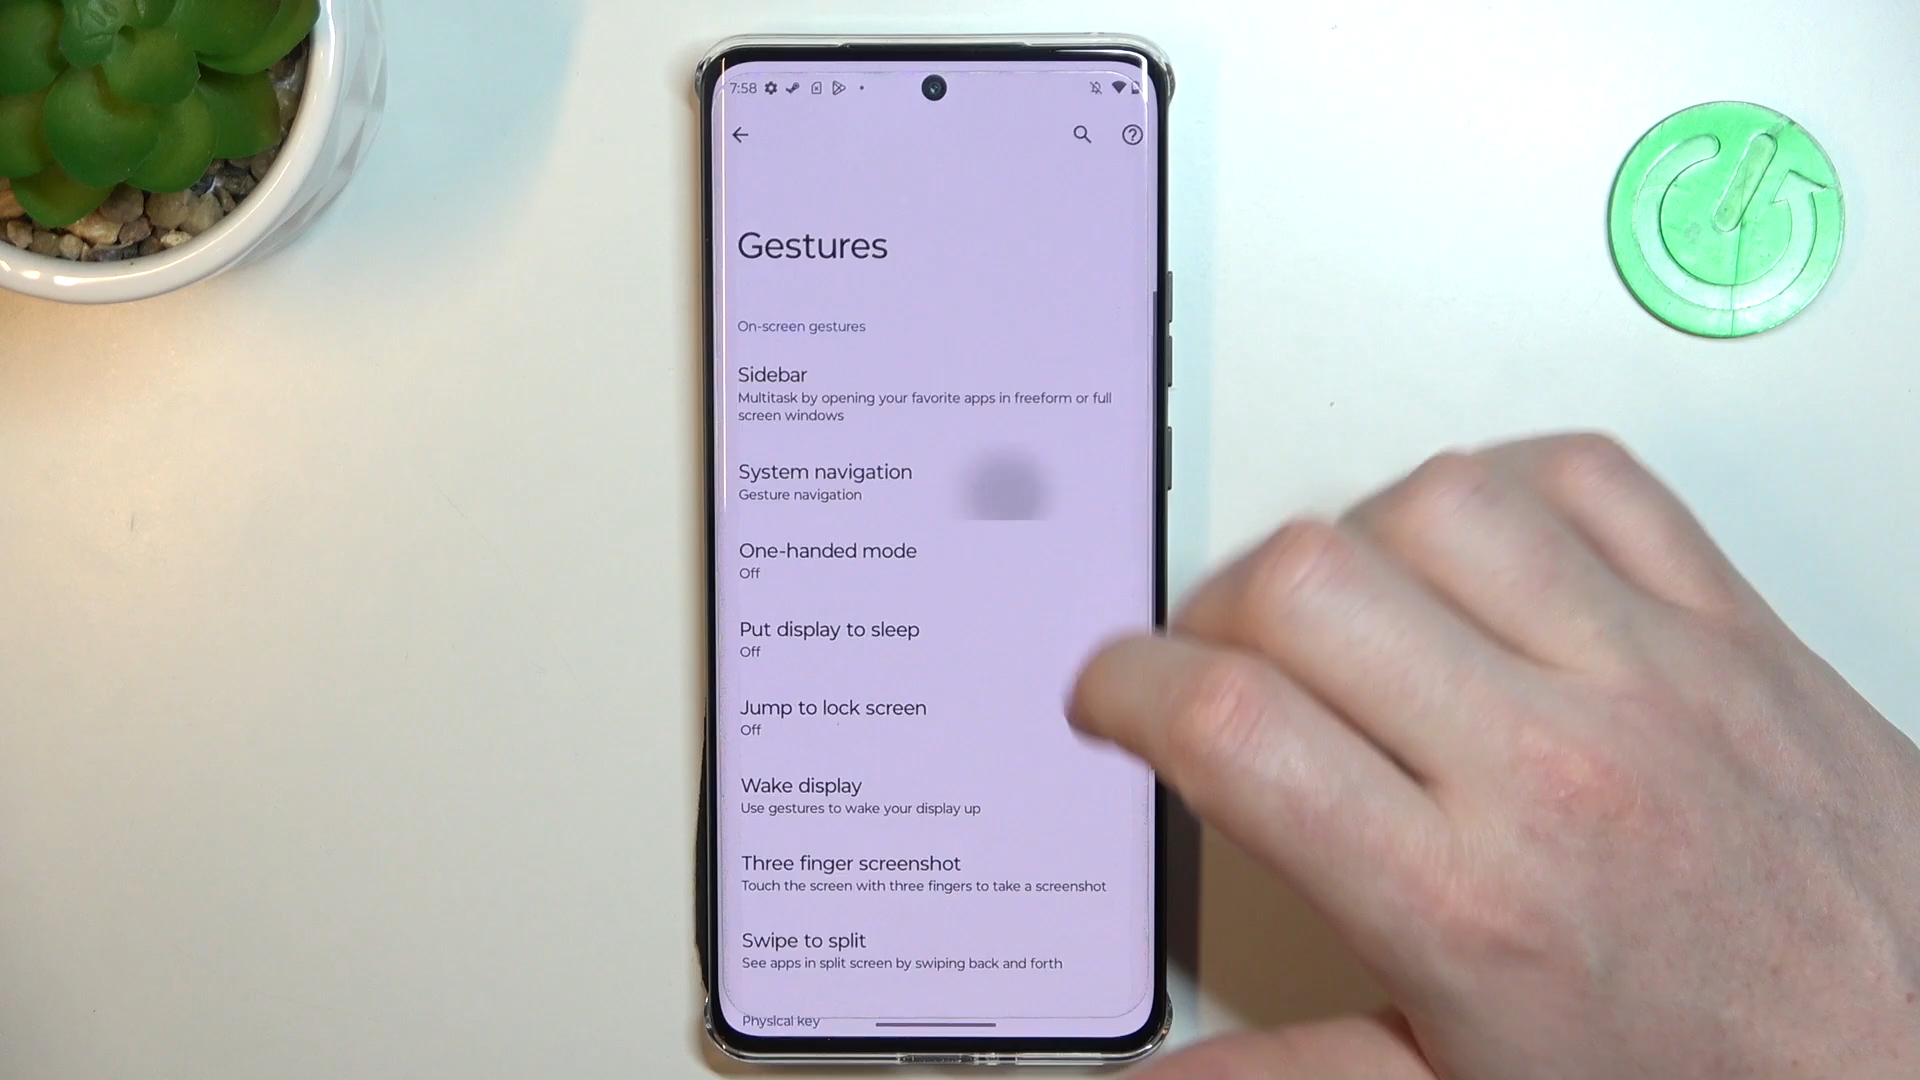 7:58
Gestures
On-screen gestures
Sidebar
Multitask by opening your favorite apps in freeform or full
screen windows
System navigation
Gesture navigation
One-handed mode
Off
Put display to sleep
Off
Jump to lock screen
Off
Wake display
Use gestures to wake your display up
Three finger screenshot
Touch the screen with three fingers to take a screenshot
Swipe to split
See apps in split screen by swiping back and forth
Physical key